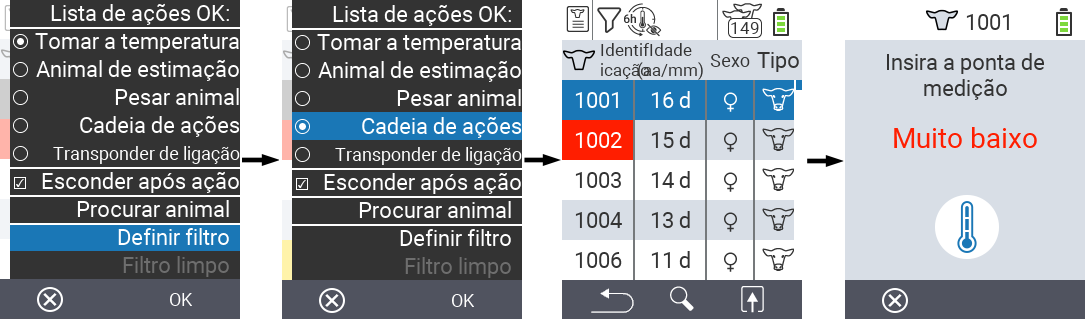 Lista de ações OK:
Tomar a temperatura
Animal de estimação
Pesar animal
Cadeia de ações
Transponder de ligação
Esconder após ação
Procurar animal
Definir filtro
Filtro limpo
OK
Lista de ações OK:
Tomar a temperatura
Animal de estimação
Pesar animal
Cadeia de ações
Transponder de ligação
Esconder após ação
Procurar animal
Definir filtro
Filtro limpo
OK
6h 149
Identif icação Idade (aa/mm) Sexo Tipo
1001 16 d ♀
1002 15 d ♀
1003 14 d ♀
1004 13 d ♀
1006 11 d ♀
1001
Insira a ponta de
medição
Muito baixo